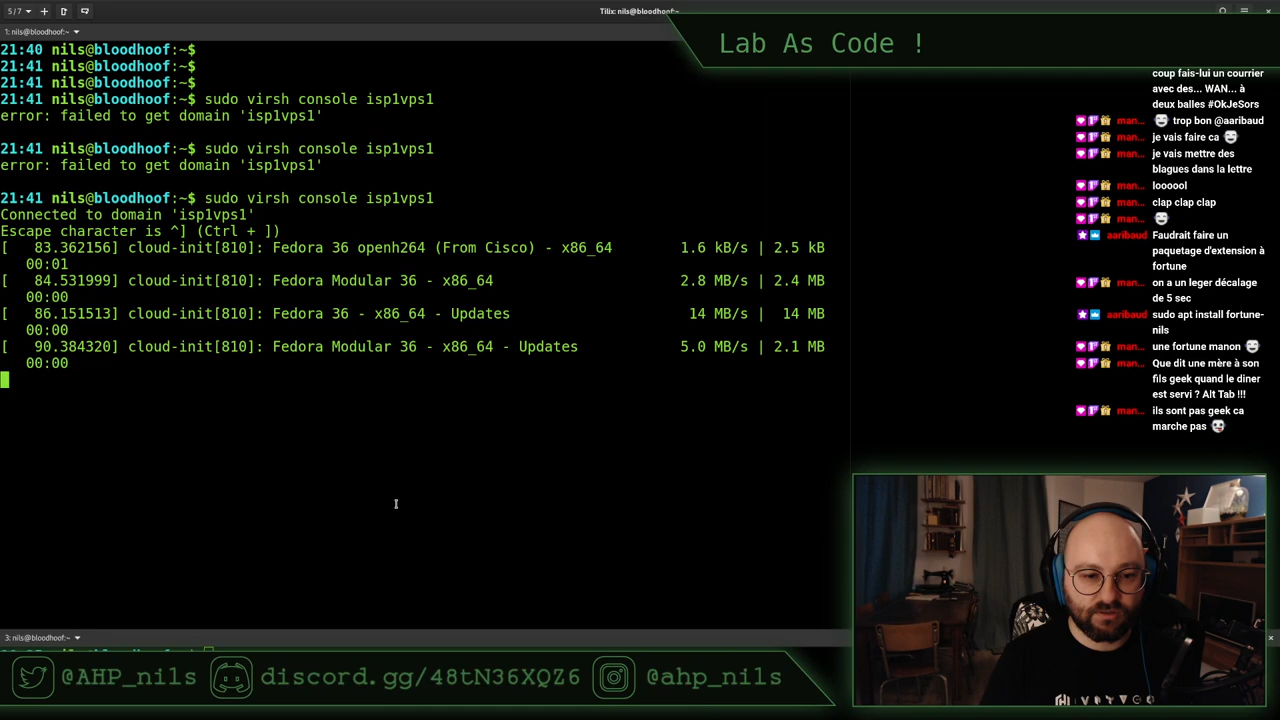 5/7
Tilix: nils@bloodhoof:~
1: nils@bloodhoof:~
Lab As Code !
21:40 nils@bloodhoof:~$
21:41 nils@bloodhoof:~$
21:41 nils@bloodhoof:~$
21:41 nils@bloodhoof:~$ sudo virsh console isp1vps1
error: failed to get domain 'isp1vps1'
21:41 nils@bloodhoof:~$ sudo virsh console isp1vps1
error: failed to get domain 'isp1vps1'
21:41 nils@bloodhoof:~$ sudo virsh console isp1vps1
Connected to domain 'isp1vps1'
Escape character is ^] (Ctrl + ])
[   83.362156] cloud-init[810]: Fedora 36 openh264 (From Cisco) - x86_64        1.6 kB/s | 2.5 kB
00:01
[   84.531999] cloud-init[810]: Fedora Modular 36 - x86_64                      2.8 MB/s | 2.4 MB
00:00
[   86.151513] cloud-init[810]: Fedora 36 - x86_64 - Updates                     14 MB/s |  14 MB
00:00
[   90.384320] cloud-init[810]: Fedora Modular 36 - x86_64 - Updates            5.0 MB/s | 2.1 MB
00:00
coup fais-lui un courrier
avec des... WAN... à
deux balles #OkJeSors
man... trop bon @aaribaud
man... je vais faire ca
man... je vais mettre des
blagues dans la lettre
man... loooool
man... clap clap clap
man...
aaribaud Faudrait faire un
paquetage d'extension à
fortune
man... on a un leger décalage
de 5 sec
aaribaud sudo apt install fortune-
nils
man... une fortune manon
man... Que dit une mère à son
fils geek quand le diner
est servi ? Alt Tab !!!
man... ils sont pas geek ca
marche pas
3: nils@bloodhoof:~
@AHP_nils
discord.gg/48tN36XQZ6
@ahp_nils